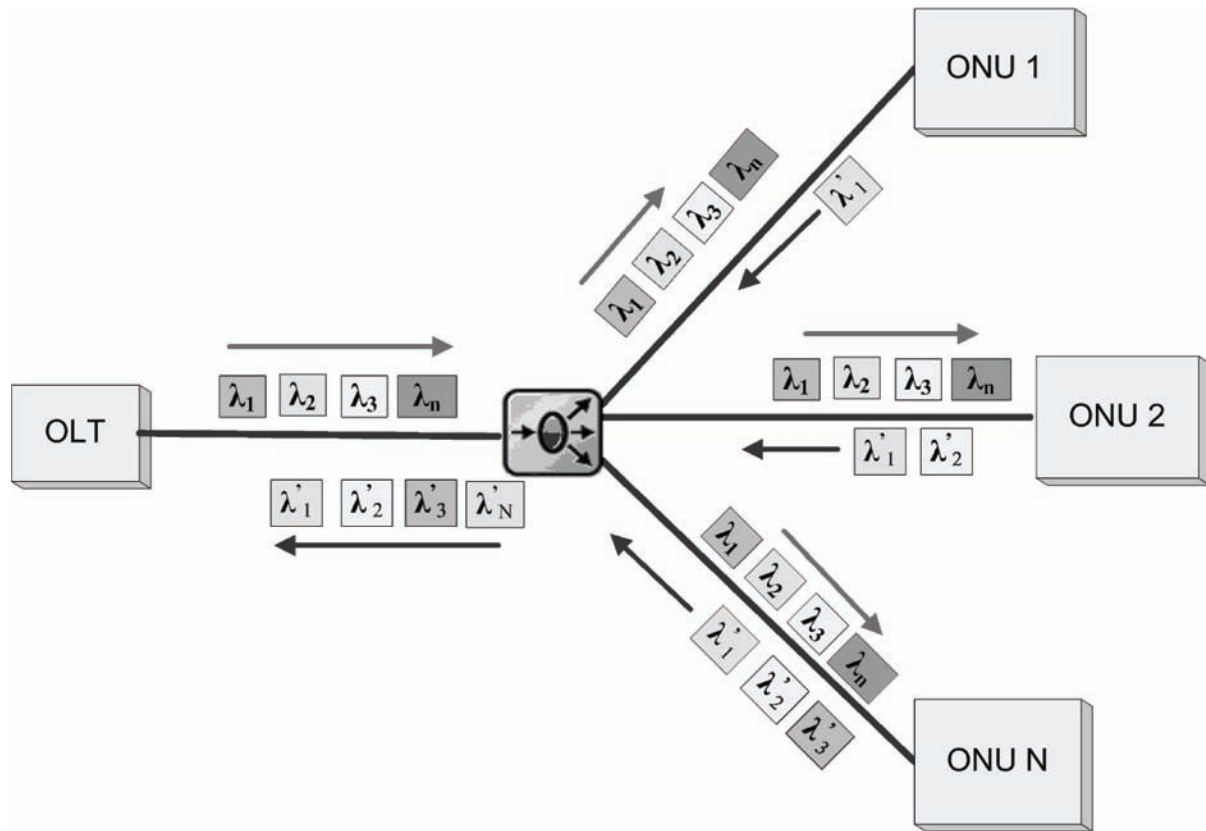 ONU 1
λ1 λ2 λ3 λn
λ'1
λ1 λ2 λ3 λn
OLT
λ'1 λ'2 λ'3 λ'N
λ1 λ2 λ3 λn
ONU 2
λ'1 λ'2
λ1 λ2 λ3 λn
λ'1 λ'2 λ'3
ONU N